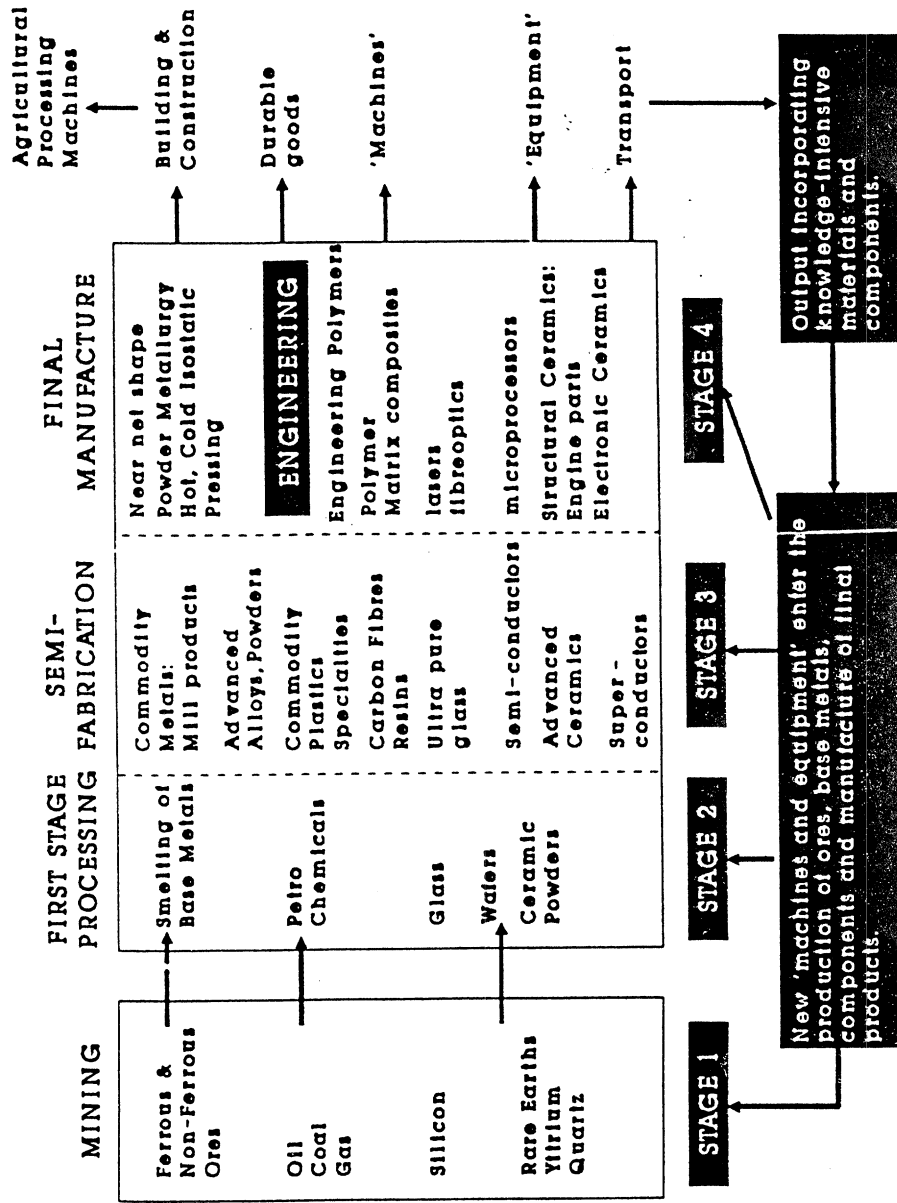 MINING
Ferrous &
Non-Ferrous
Ores
Oil
Coal
Gas
Silicon
Rare Earths
Yttrium
Quartz
STAGE 1
FIRST STAGE
PROCESSING
Smelting of
Base Metals
Petro
Chemicals
Glass
Wafers
Ceramic
Powders
STAGE 2
SEMI-
FABRICATION
Commodity
Metals:
Mill products
Advanced
Alloys,Powders
Commodity
Plastics
Specialties
Carbon Fibres
Resins
Ultra pure
glass
Semi-conductors
Advanced
Ceramics
Super-
conductors
STAGE 3
FINAL
MANUFACTURE
Near net shape
Powder Metallurgy
Hot, Cold Isostatic
Pressing
ENGINEERING
Engineering Polymers
Polymer
Matrix composites
lasers
fibreoptics
microprocessors
Structural Ceramics:
Engine parts
Electronic Ceramics
STAGE 4
Agricultural
Processing
Machines
Building &
Construction
Durable
goods
'Machines'
'Equipment'
Transport
Output incorporating
knowledge-intensive
materials and
components.
New 'machines and equipment' enter the
production of ores, base metals,
components and manufacture of final
products.